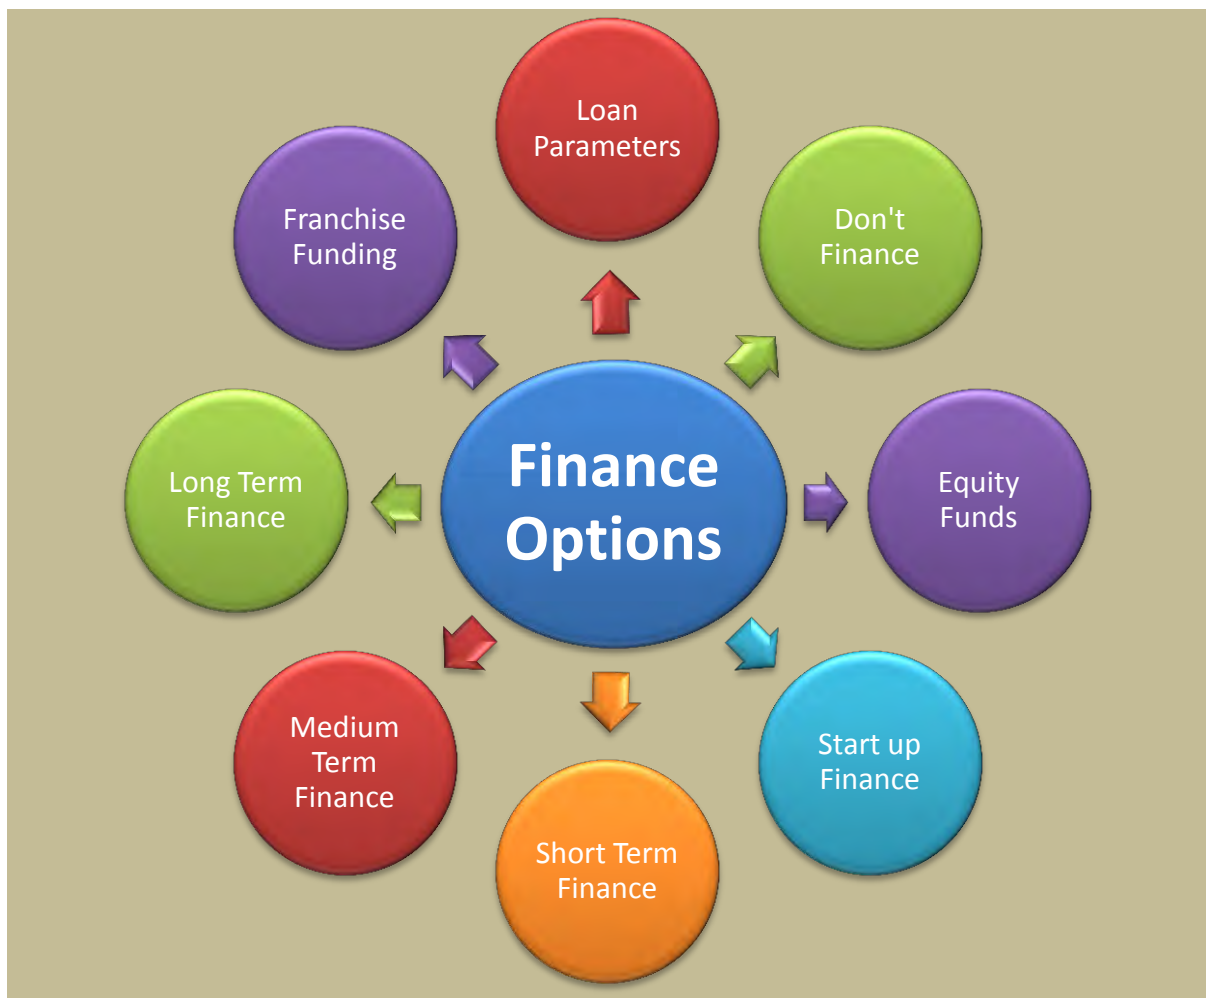 Loan
Parameters
Don't
Finance
Equity
Funds
Start up
Finance
Short Term
Finance
Medium
Term
Finance
Long Term
Finance
Franchise
Funding
Finance
Options